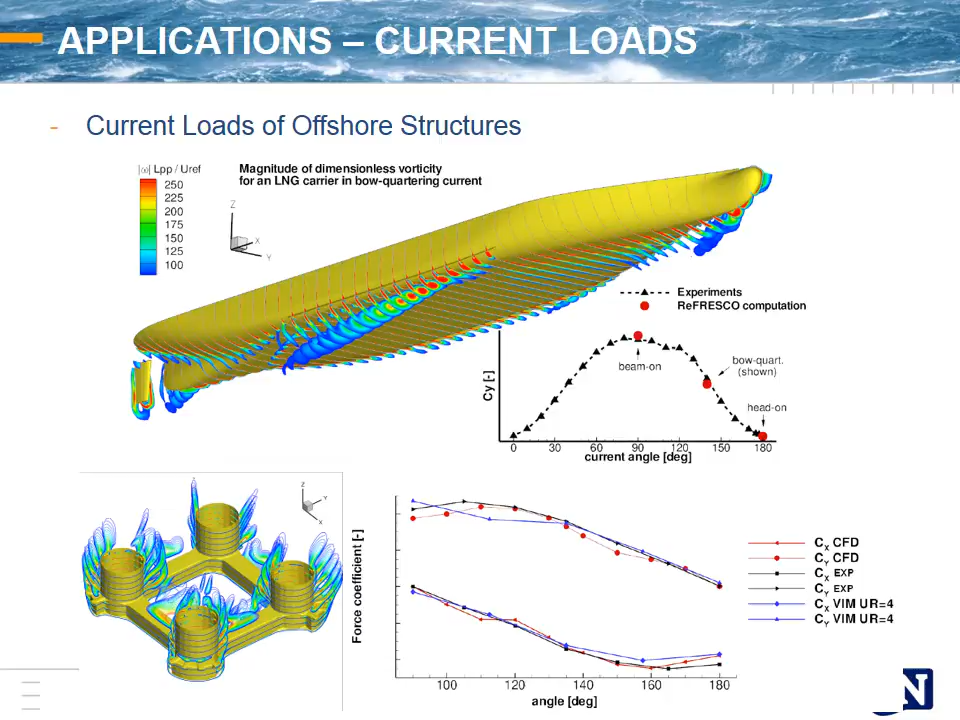 APPLICATIONS – CURRENT LOADS
- Current Loads of Offshore Structures
|ω| Lpp / Uref
250
225
200
175
150
125
100
Magnitude of dimensionless vorticity
for an LNG carrier in bow-quartering current
Z
X
Y
Experiments
ReFRESCO computation
Cy [-]
beam-on
bow-quart.
(shown)
head-on
0 30 60 90 120 150 180
current angle [deg]
Z
Y
X
Force coefficient [-]
100 120 140 160 180
angle [deg]
CX CFD
CY CFD
CX EXP
CY EXP
CX VIM UR=4
CY VIM UR=4
N